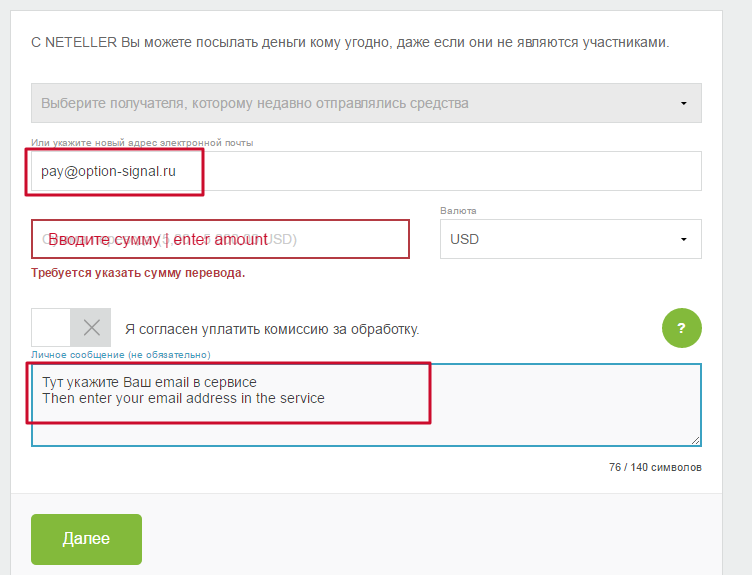 С NETELLER Вы можете посылать деньги кому угодно, даже если они не являются участниками.
Выберите получателя, которому недавно отправлялись средства
Или укажите новый адрес электронной почты
pay@option-signal.ru
Валюта
Вводите сумму | enter amount
USD)
USD
Требуется указать сумму перевода.
Я согласен уплатить комиссию за обработку.
?
Личное сообщение (не обязательно)
Тут укажите Ваш email в сервисе
Then enter your email address in the service
76 / 140 символов
Далее